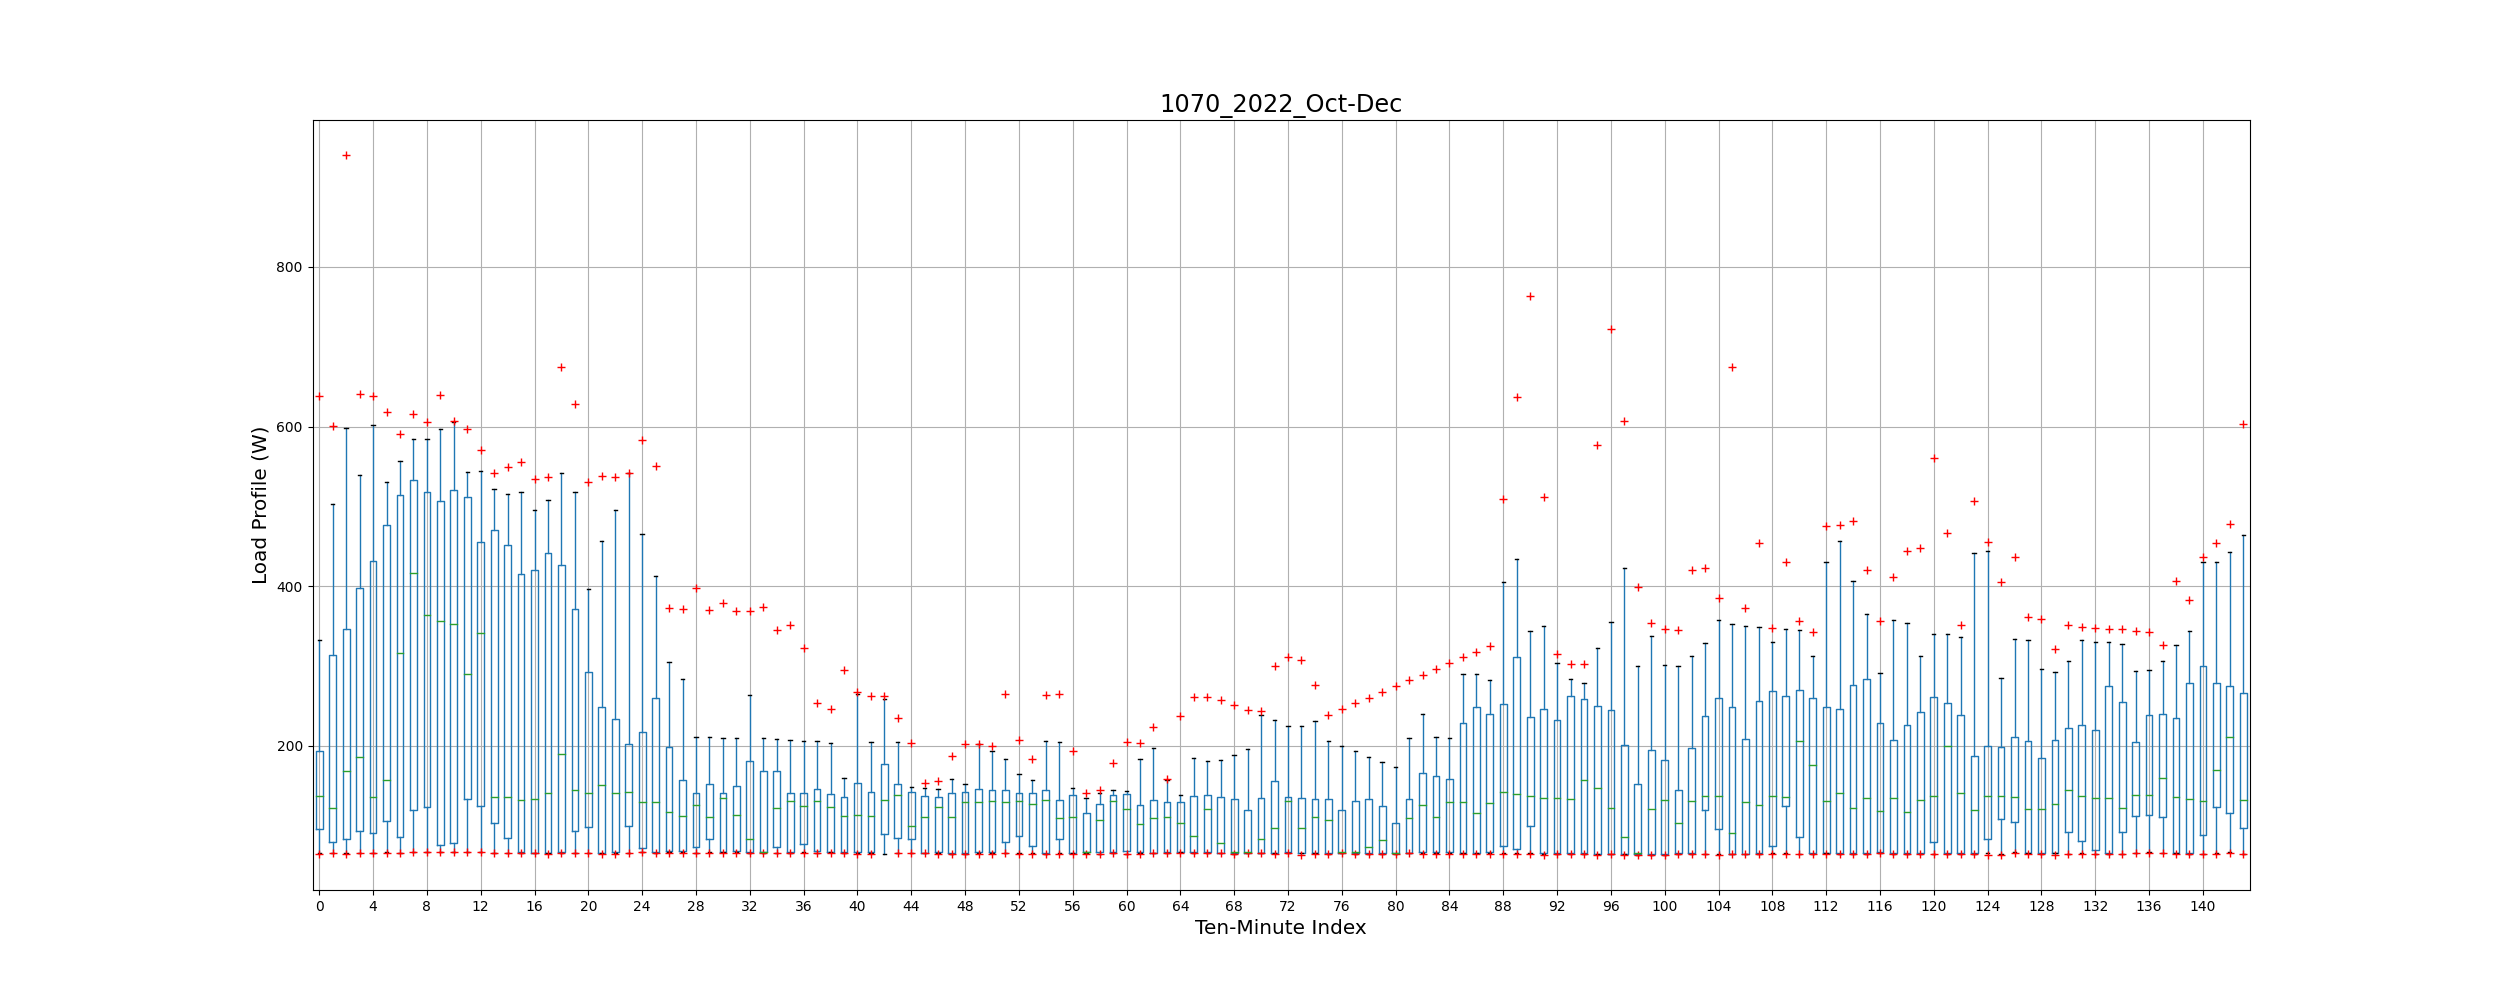 1070_2022_Oct-Dec
Load Profile (W)
800
600
400
200
0 4 8 12 16 20 24 28 32 36 40 44 48 52 56 60 64 68 72 76 80 84 88 92 96 100 104 108 112 116 120 124 128 132 136 140
Ten-Minute Index